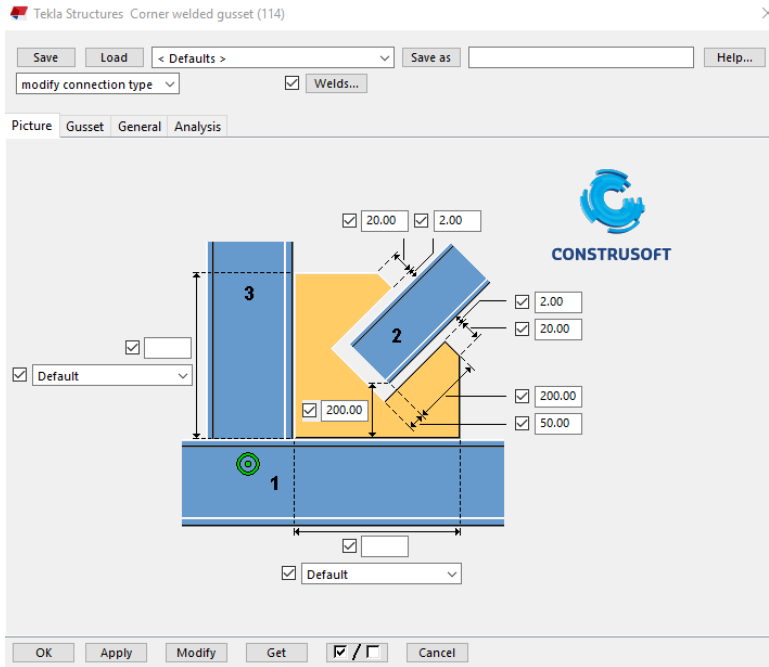 Tekla Structures  Corner welded gusset (114)
Save Load < Defaults > Save as Help...
modify connection type Welds...
Picture Gusset General Analysis
20.00 2.00
CONSTRUSOFT
3
2.00
2
20.00
Default
200.00
200.00
50.00
1
Default
OK Apply Modify Get / Cancel